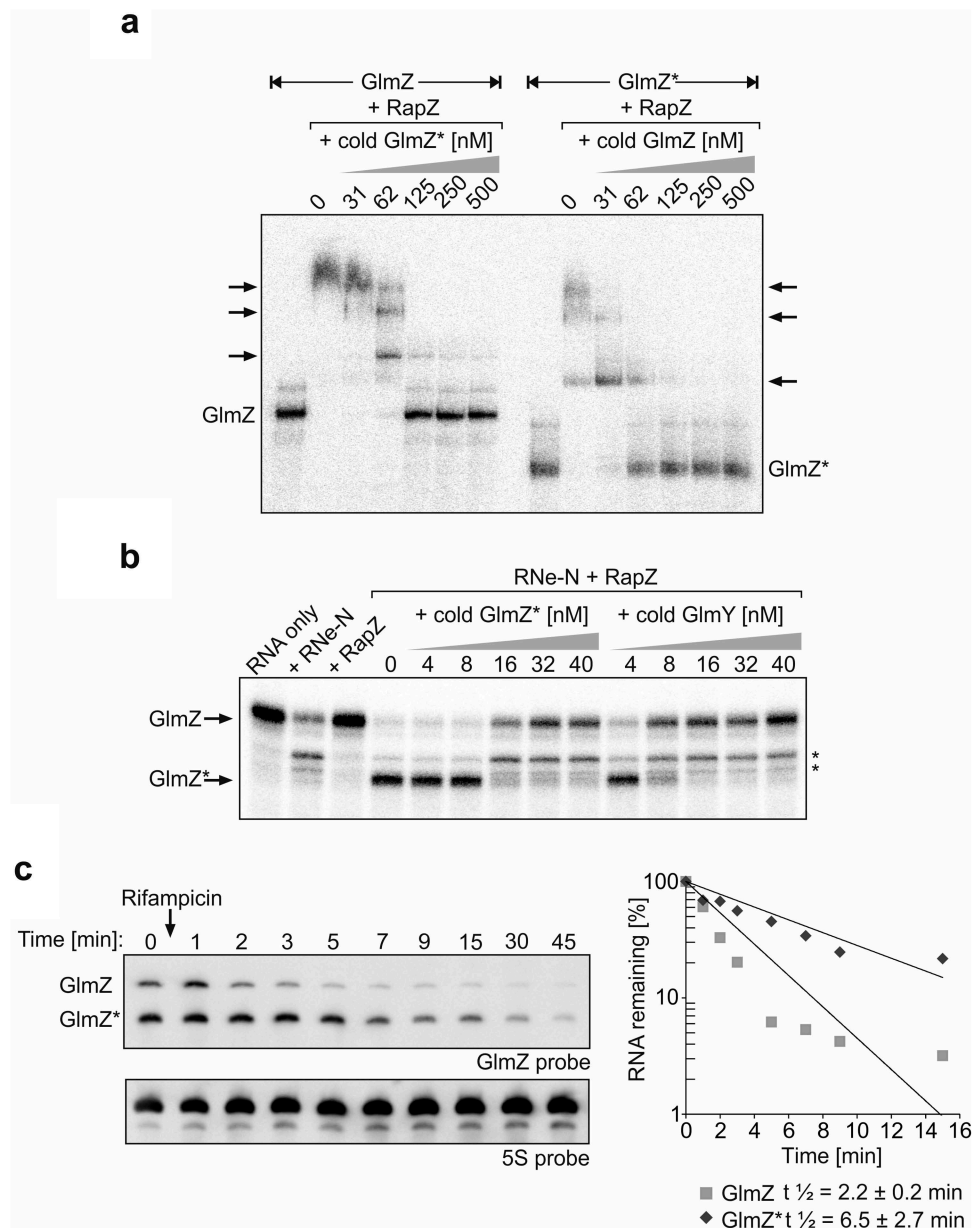 a
GlmZ GlmZ*
+ RapZ + RapZ
+ cold GlmZ* [nM] + cold GlmZ [nM]
0 31 62 125 250 500 0 31 62 125 250 500
GlmZ
GlmZ*
b
RNe-N + RapZ
RNA only + RNe-N + RapZ + cold GlmZ* [nM] + cold GlmY [nM]
0 4 8 16 32 40 4 8 16 32 40
GlmZ
*
*
GlmZ*
c
Rifampicin
Time [min]: 0 1 2 3 5 7 9 15 30 45
GlmZ
GlmZ*
GlmZ probe
5S probe
RNA remaining [%]
100
10
1
0 2 4 6 8 10 12 14 16
Time [min]
GlmZ t ½ = 2.2 ± 0.2 min
GlmZ* t ½ = 6.5 ± 2.7 min